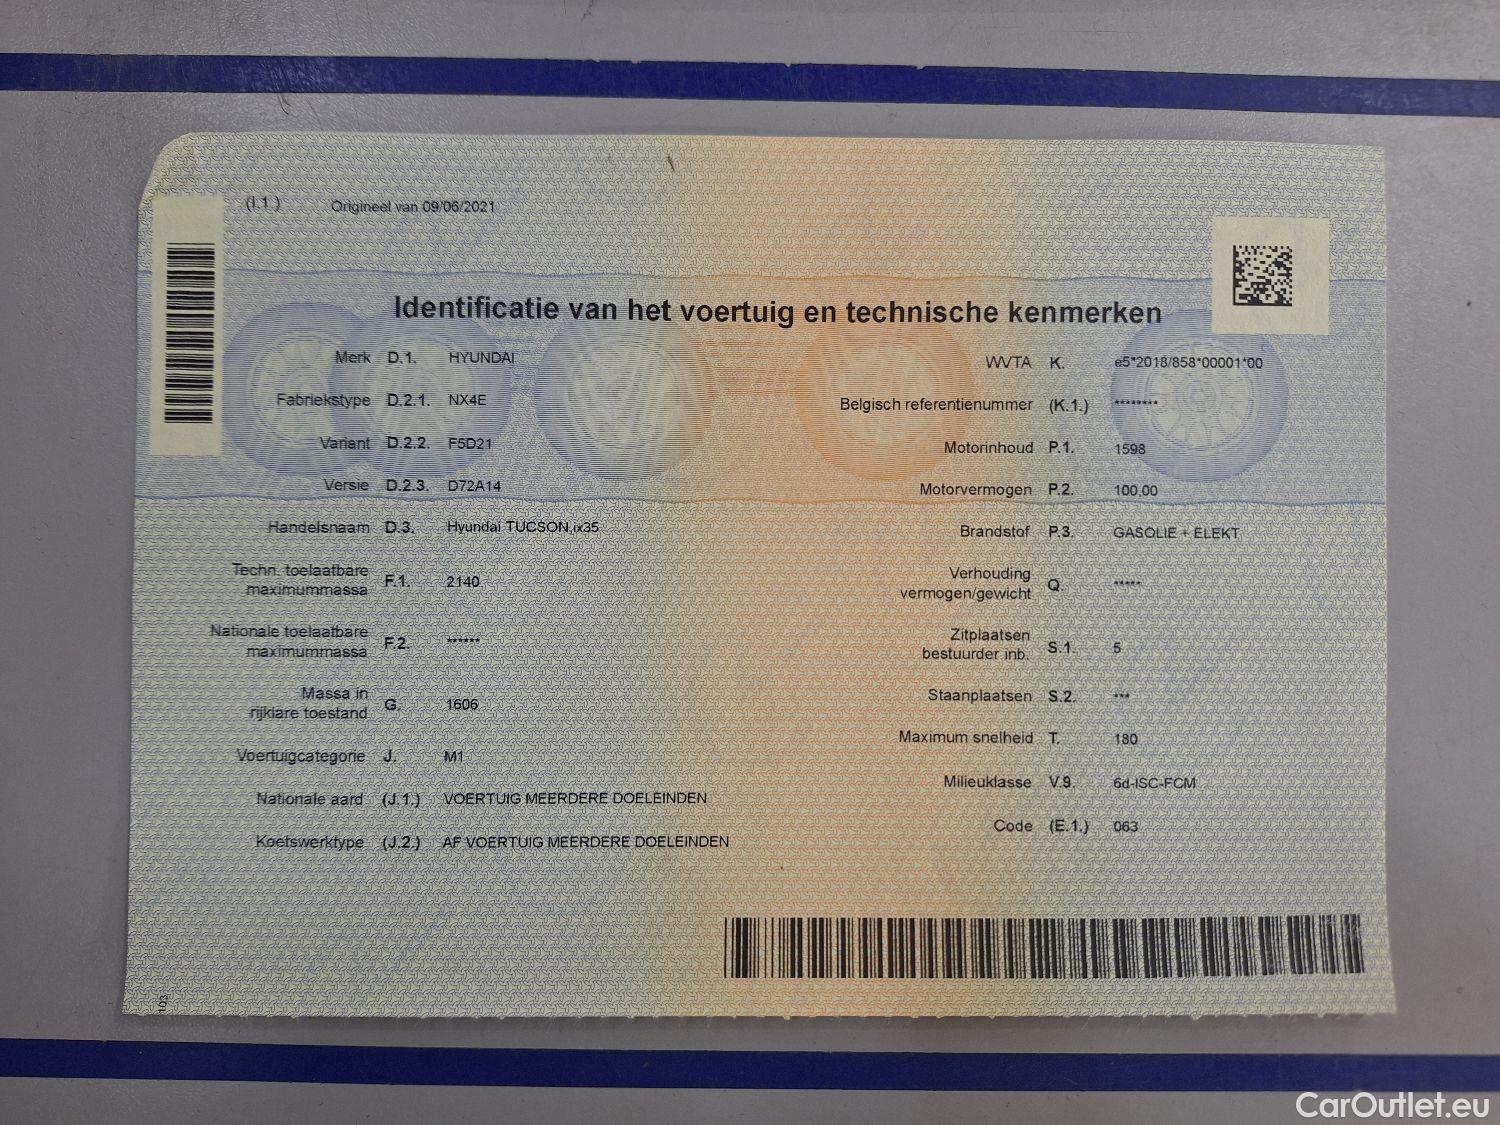 (I.1.) Origineel van 09/06/2021
Identificatie van het voertuig en technische kenmerken
Merk D.1. HYUNDAI
Fabriekstype D.2.1. NX4E
Variant D.2.2. F5D21
Versie D.2.3. D72A14
Handelsnaam D.3. Hyundai TUCSON,ix35
Techn. toelaatbare
maximummassa F.1. 2140
Nationale toelaatbare
maximummassa F.2. ******
Massa in
rijklare toestand G. 1606
Voertuigcategorie J. M1
Nationale aard (J.1.) VOERTUIG MEERDERE DOELEINDEN
Koetswerktype (J.2.) AF VOERTUIG MEERDERE DOELEINDEN
WVTA K. e5*2018/858*00001*00
Belgisch referentienummer (K.1.) ********
Motorinhoud P.1. 1598
Motorvermogen P.2. 100,00
Brandstof P.3. GASOLIE + ELEKT
Verhouding
vermogen/gewicht Q. *****
Zitplaatsen
bestuurder inb. S.1. 5
Staanplaatsen S.2. ***
Maximum snelheid T. 180
Milieuklasse V.9. 6d-ISC-FCM
Code (E.1.) 063
103
CarOutlet.eu